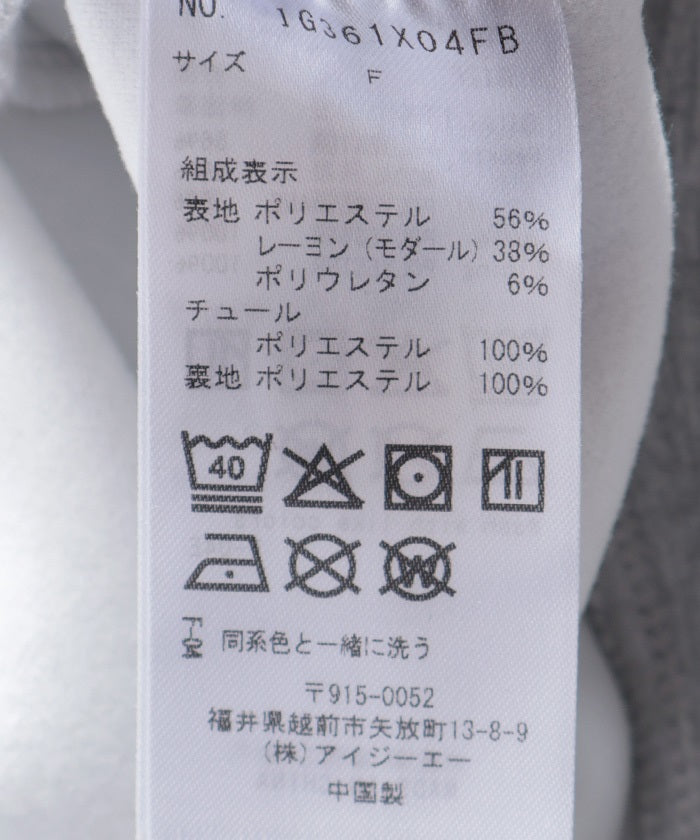 NO. IG361X04FB
サイズ F
組成表示
表地 ポリエステル 56%
レーヨン(モダール) 38%
ポリウレタン 6%
チュール
ポリエステル 100%
裏地 ポリエステル 100%
40
W
同系色と一緒に洗う
〒915-0052
福井県越前市矢放町13-8-9
(株)アイジーエー
中国製